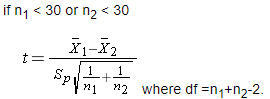 if n₁ < 30 or n₂ < 30
t = (X̄₁ − X̄₂) / (Sₚ√(1/n₁ + 1/n₂)) where df =n₁+n₂-2.